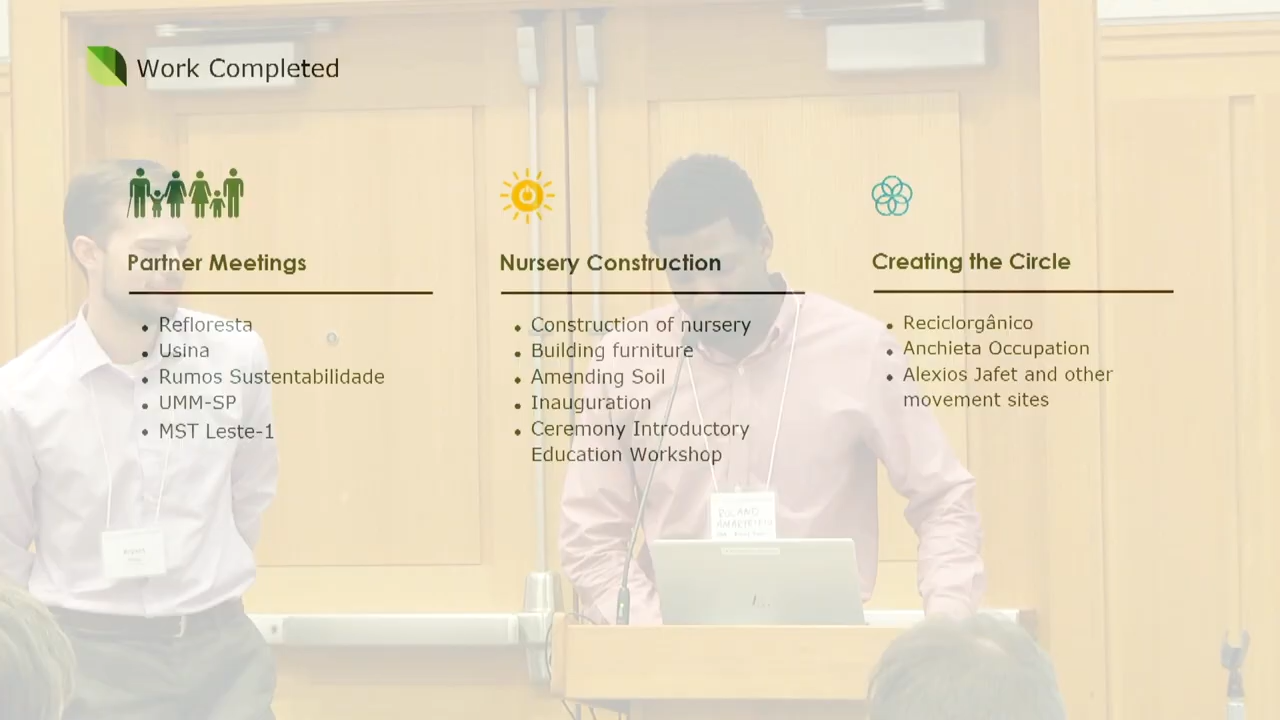 Work Completed
Partner Meetings
Refloresta
Usina
Rumos Sustentabilidade
UMM-SP
MST Leste-1
Nursery Construction
Construction of nursery
Building furniture
Amending Soil
Inauguration
Ceremony Introductory
Education Workshop
Creating the Circle
Reciclorgânico
Anchieta Occupation
Alexios Jafet and other
movement sites
ROLAND